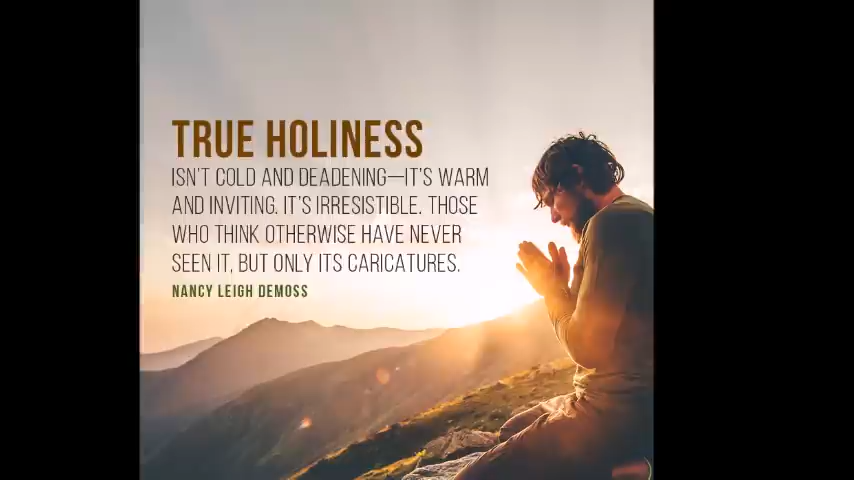 TRUE HOLINESS
ISN'T COLD AND DEADENING—IT'S WARM
AND INVITING. IT'S IRRESISTIBLE. THOSE
WHO THINK OTHERWISE HAVE NEVER
SEEN IT, BUT ONLY ITS CARICATURES.
NANCY LEIGH DEMOSS